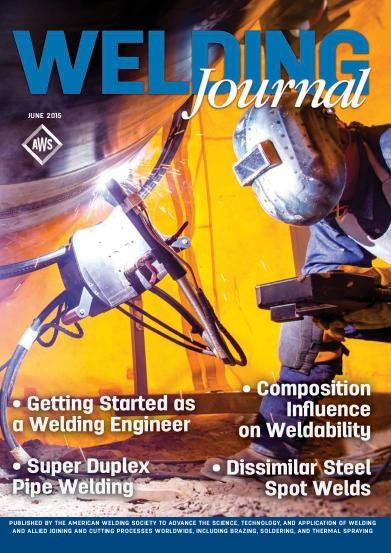 WELDING
Journal
JUNE 2015
AWS
• Getting Started as
a Welding Engineer
• Composition
Influence
on Weldability
• Super Duplex
Pipe Welding
• Dissimilar Steel
Spot Welds
PUBLISHED BY THE AMERICAN WELDING SOCIETY TO ADVANCE THE SCIENCE, TECHNOLOGY, AND APPLICATION OF WELDING
AND ALLIED JOINING AND CUTTING PROCESSES WORLDWIDE, INCLUDING BRAZING, SOLDERING, AND THERMAL SPRAYING